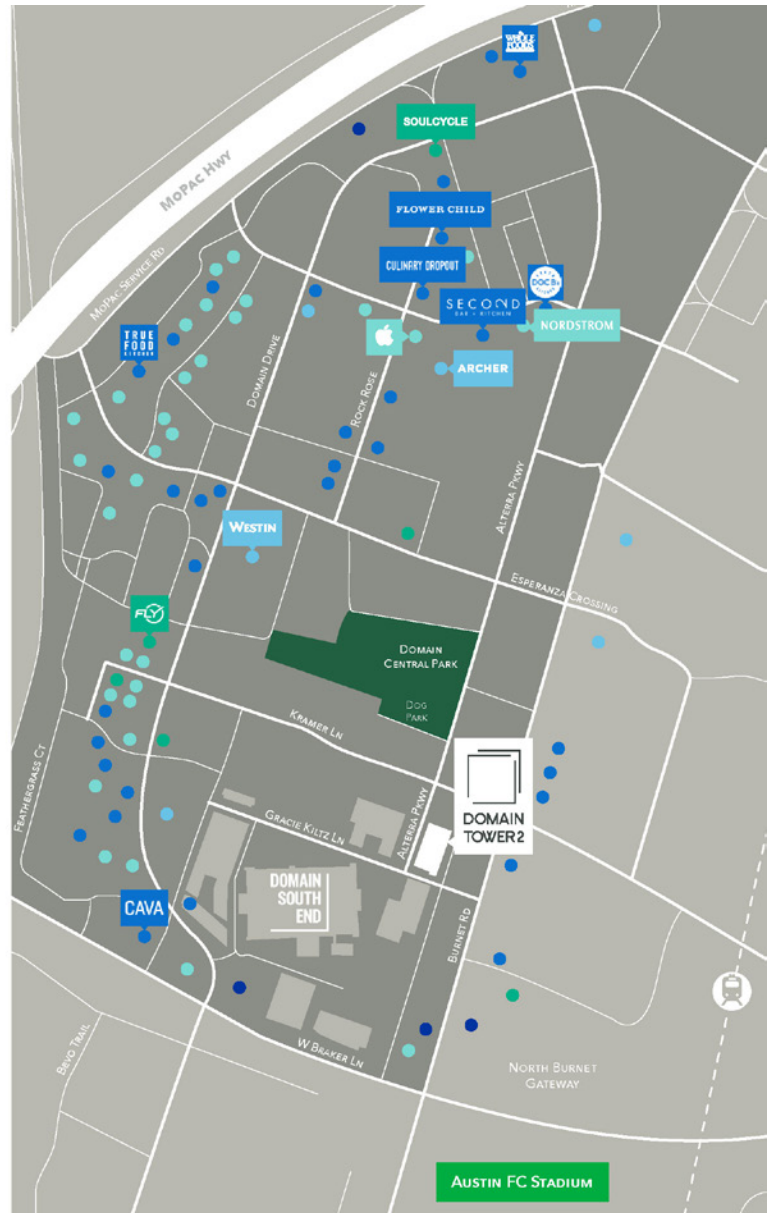 WHOLE
FOODS
SOULCYCLE
MOPAC HWY
FLOWER CHILD
CULINARY DROPOUT
MOPAC SERVICE RD
DOC B's
SECOND
BAR + KITCHEN
NORDSTROM
TRUE
FOOD
KITCHEN
ARCHER
DOMAIN DRIVE
ROCK ROSE
ALTERRA PKWY
WESTIN
ESPERANZA CROSSING
FLY
DOMAIN
CENTRAL PARK
DOG
PARK
KRAMER LN
FEATHERGRASS CT
DOMAIN
TOWER 2
GRACIE KILTZ LN
ALTERRA PKWY
DOMAIN
SOUTH
END
CAVA
BURNET RD
W BRAKER LN
BEVO TRAIL
NORTH BURNET
GATEWAY
AUSTIN FC STADIUM